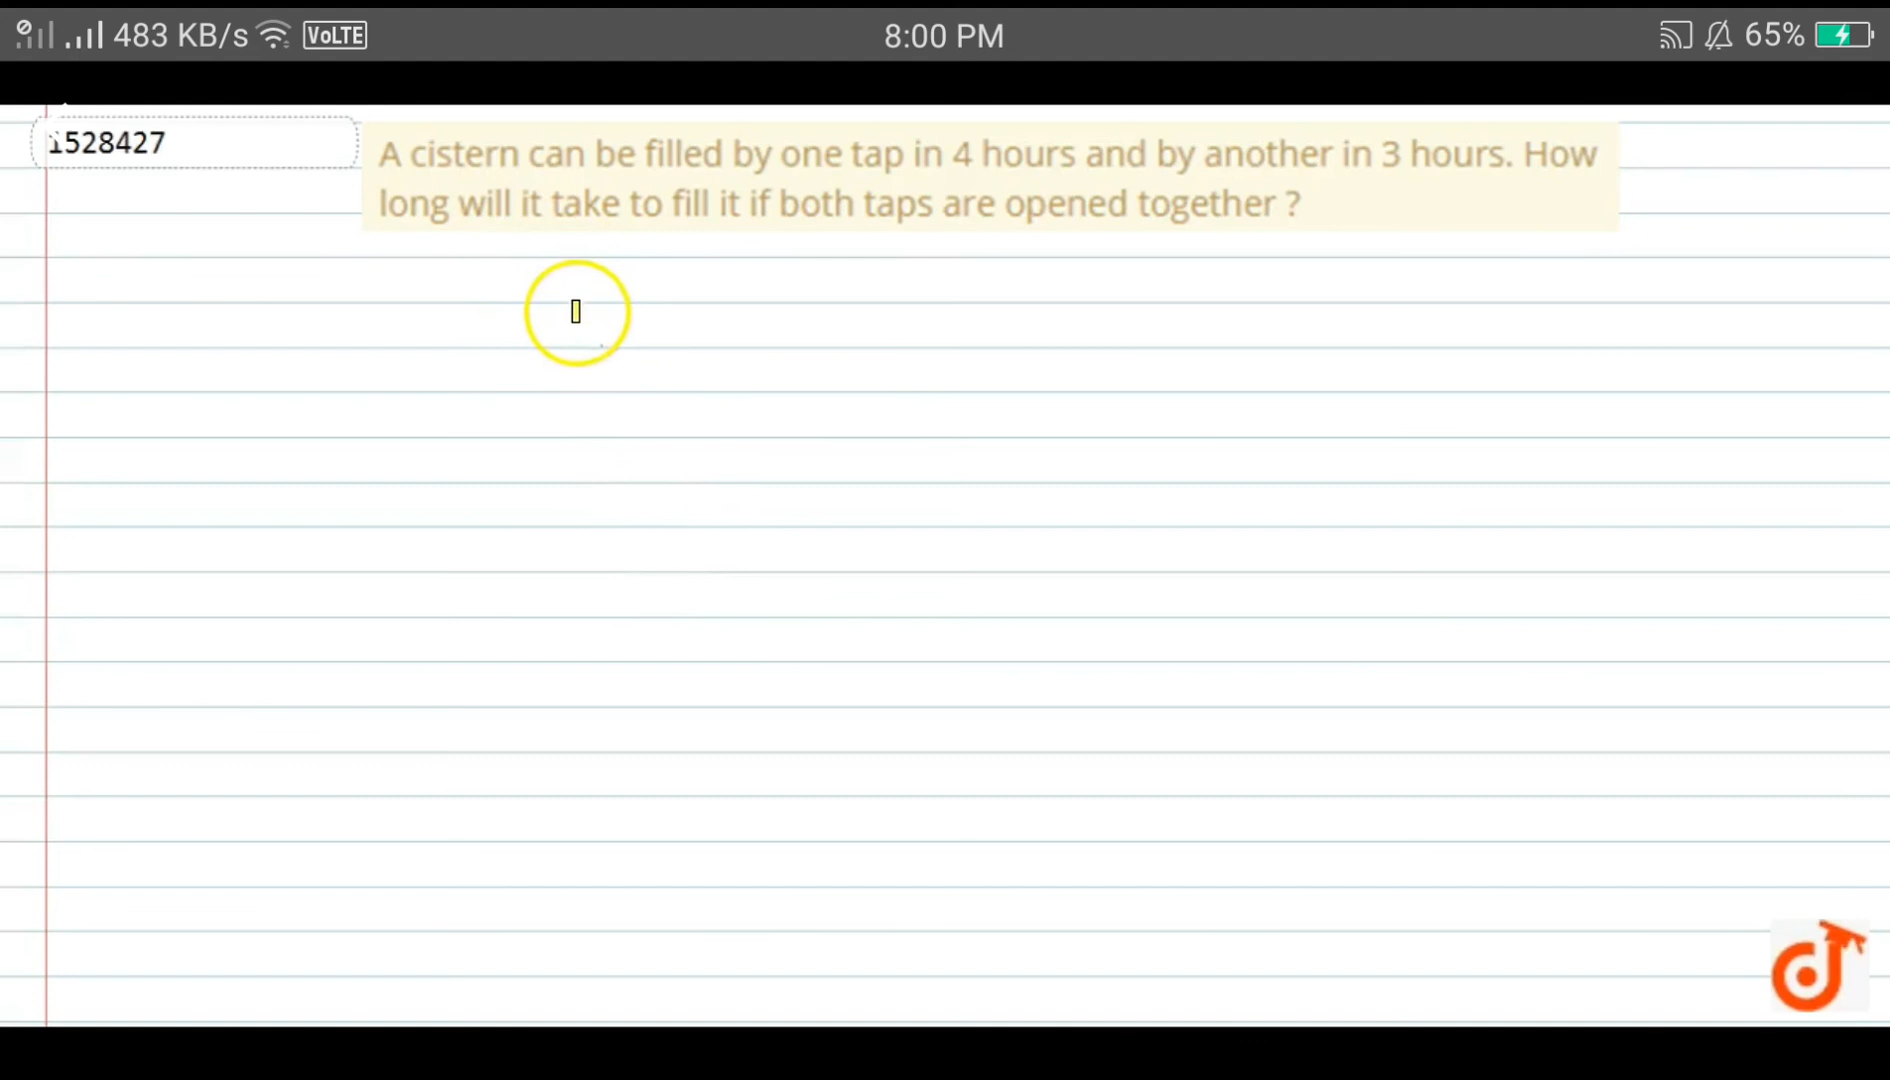 483 KB/s VoLTE 8:00 PM 65%
1528427
A cistern can be filled by one tap in 4 hours and by another in 3 hours. How
long will it take to fill it if both taps are opened together ?